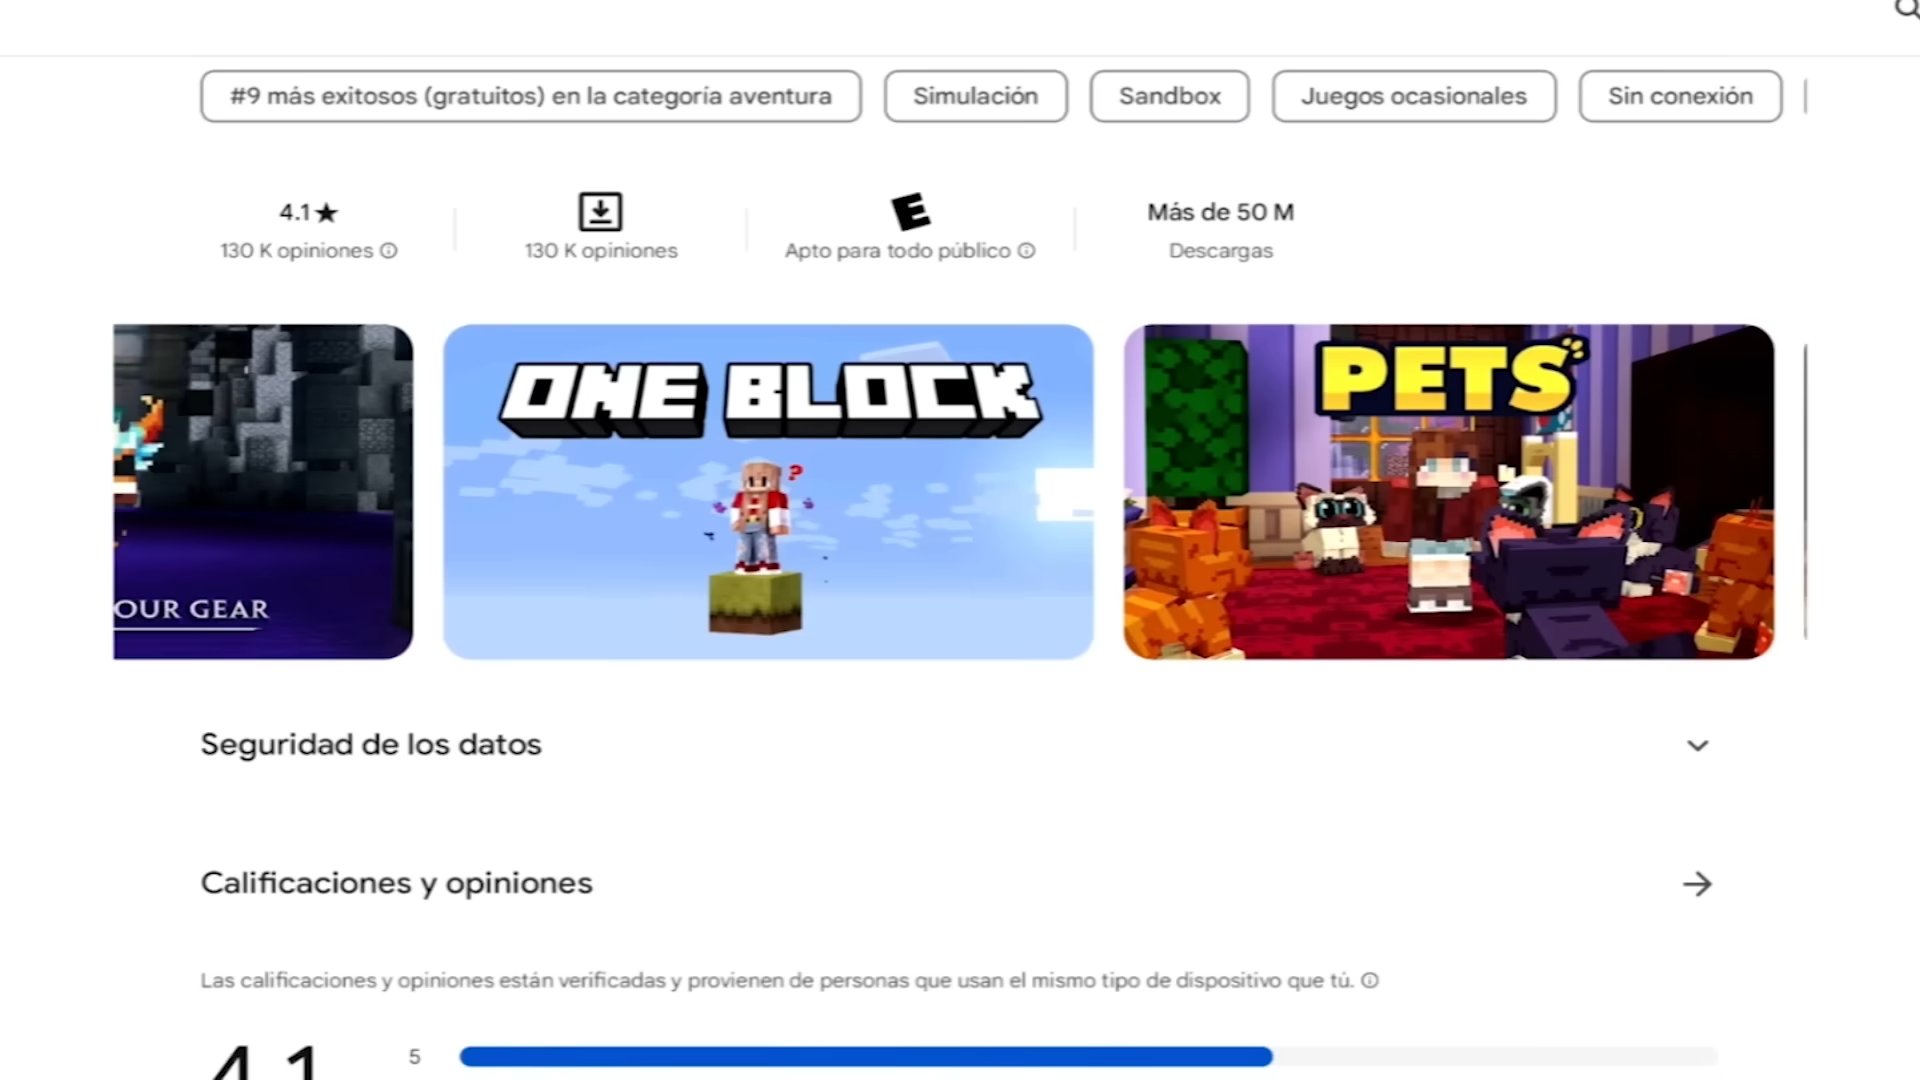 #9 más exitosos (gratuitos) en la categoría aventura
Simulación
Sandbox
Juegos ocasionales
Sin conexión
4.1★
130 K opiniones
130 K opiniones
E
Apto para todo público
Más de 50 M
Descargas
OUR GEAR
ONE BLOCK
?
PETS
Seguridad de los datos
Calificaciones y opiniones
Las calificaciones y opiniones están verificadas y provienen de personas que usan el mismo tipo de dispositivo que tú.
4.1
5